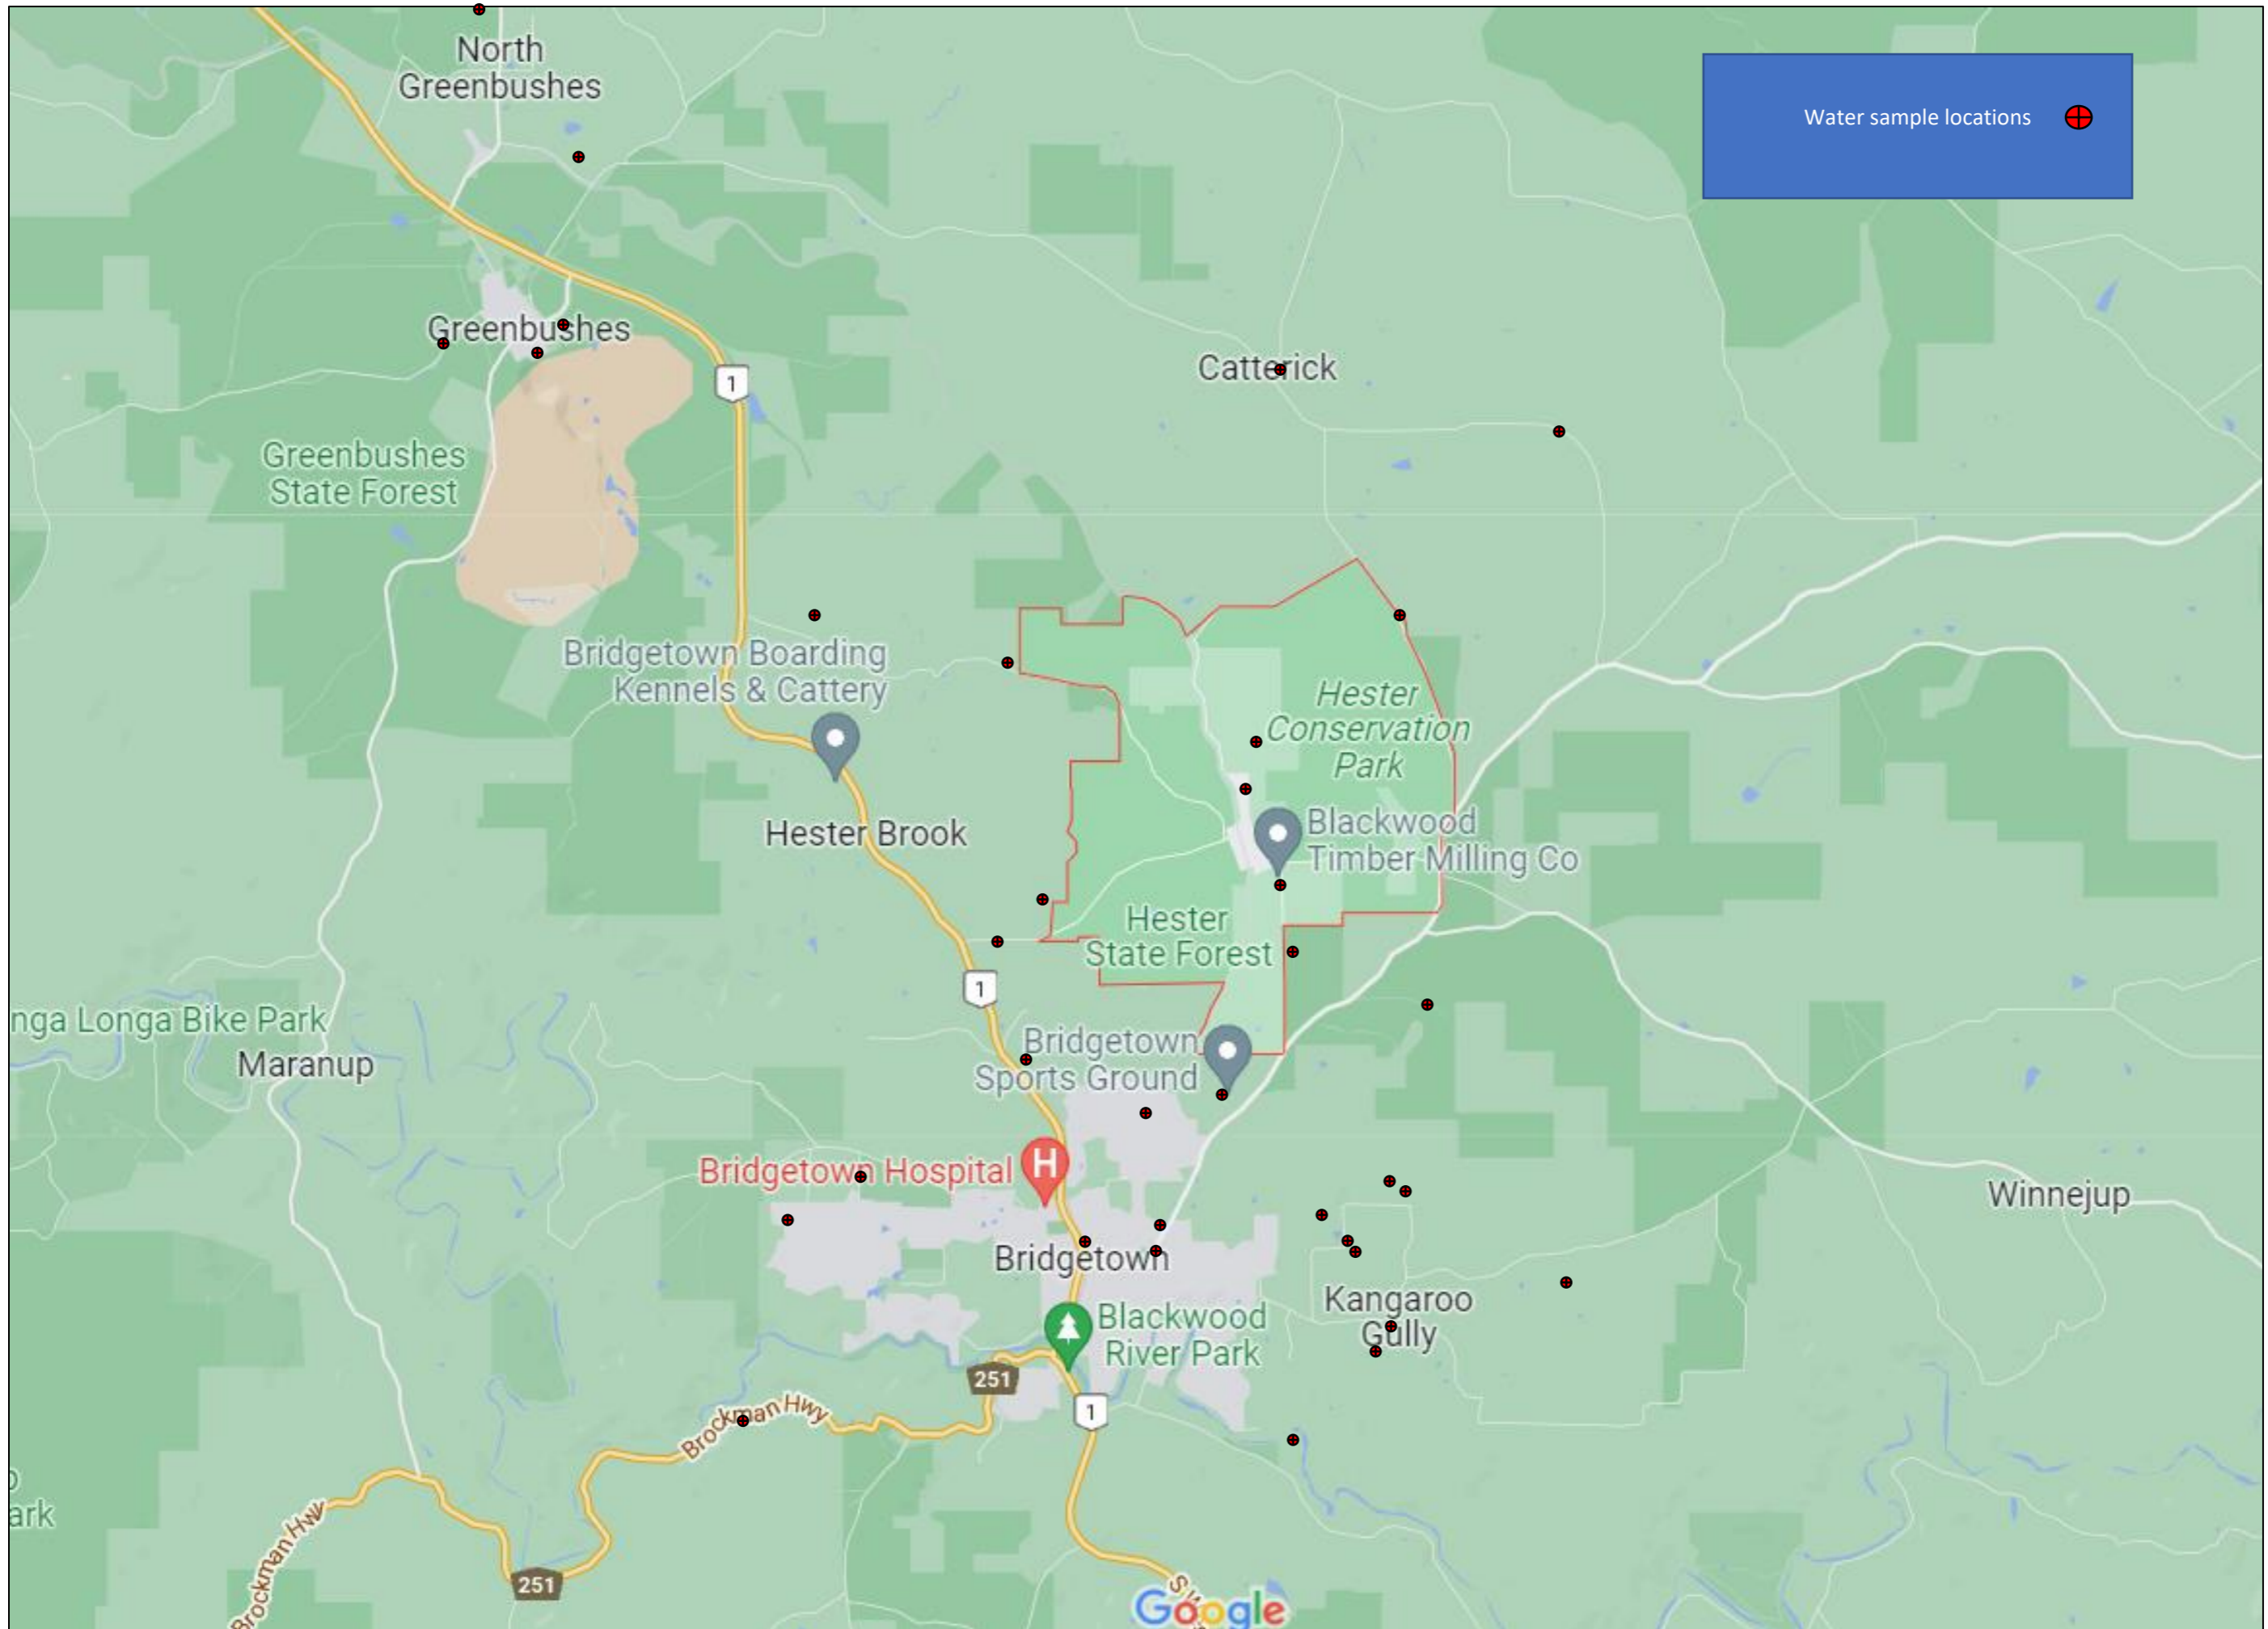 North
Greenbushes
Water sample locations
Greenbushes
1
Catterick
Greenbushes
State Forest
Bridgetown Boarding
Kennels & Cattery
Hester
Conservation
Park
Hester Brook
Blackwood
Timber Milling Co
Hester
State Forest
1
nga Longa Bike Park
Maranup
Bridgetown
Sports Ground
Bridgetown Hospital
H
Winnejup
Bridgetown
Kangaroo
Gully
Blackwood
River Park
251
1
Brockman Hwy
ark
Brockman Hwy
251
Google